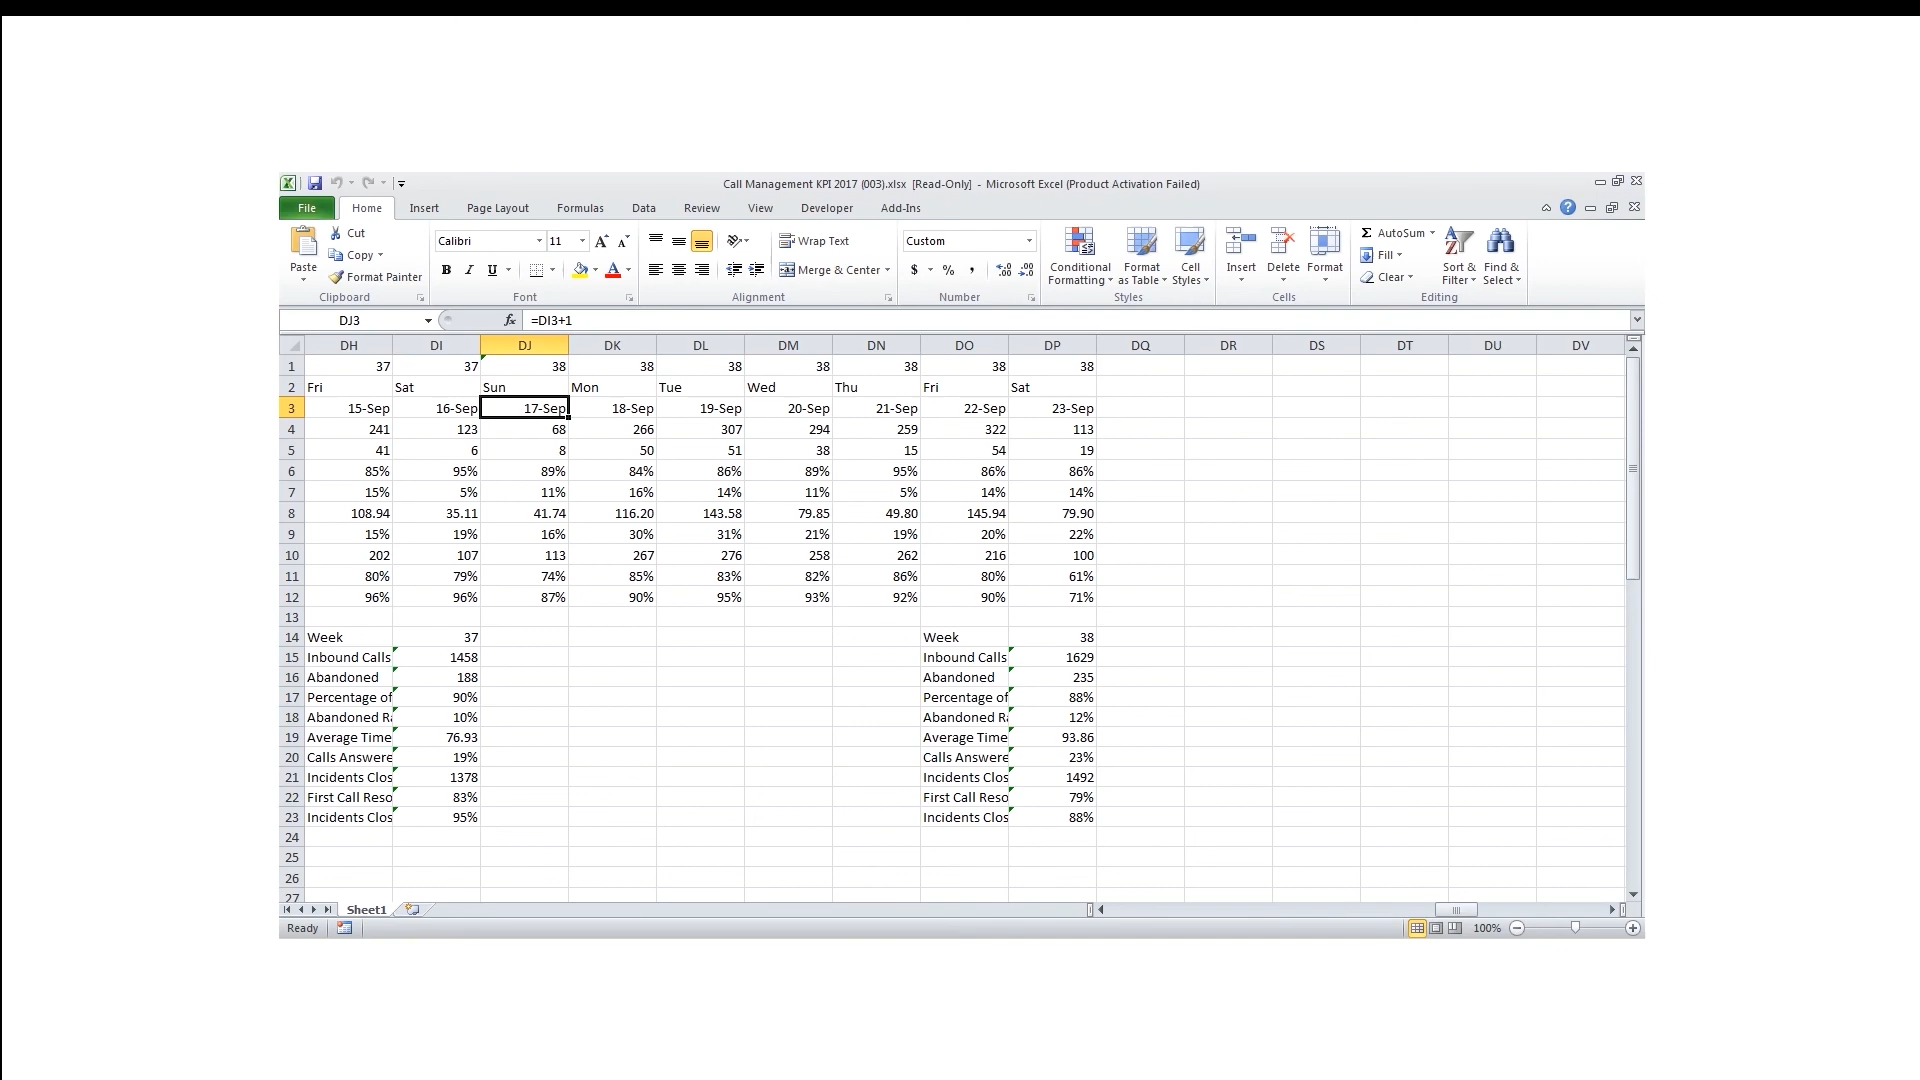 Call Management KPI 2017 (003).xlsx [Read-Only] - Microsoft Excel (Product Activation Failed)
File Home Insert Page Layout Formulas Data Review View Developer Add-Ins
Cut
Copy
Format Painter
Paste
Clipboard
Calibri 11
B I U
Font
Wrap Text
Merge & Center
Alignment
Custom
$ % ,
Number
Conditional Formatting
Format as Table
Cell Styles
Styles
Insert Delete Format
Cells
AutoSum
Fill
Clear
Sort & Filter
Find & Select
Editing
DJ3 fx =DI3+1
DH DI DJ DK DL DM DN DO DP DQ DR DS DT DU DV
1 37 37 38 38 38 38 38 38 38
2 Fri Sat Sun Mon Tue Wed Thu Fri Sat
3 15-Sep 16-Sep 17-Sep 18-Sep 19-Sep 20-Sep 21-Sep 22-Sep 23-Sep
4 241 123 68 266 307 294 259 322 113
5 41 6 8 50 51 38 15 54 19
6 85% 95% 89% 84% 86% 89% 95% 86% 86%
7 15% 5% 11% 16% 14% 11% 5% 14% 14%
8 108.94 35.11 41.74 116.20 143.58 79.85 49.80 145.94 79.90
9 15% 19% 16% 30% 31% 21% 19% 20% 22%
10 202 107 113 267 276 258 262 216 100
11 80% 79% 74% 85% 83% 82% 86% 80% 61%
12 96% 96% 87% 90% 95% 93% 92% 90% 71%
13
14 Week 37 Week 38
15 Inbound Calls 1458 Inbound Calls 1629
16 Abandoned 188 Abandoned 235
17 Percentage of 90% Percentage of 88%
18 Abandoned Ra 10% Abandoned Ra 12%
19 Average Time 76.93 Average Time 93.86
20 Calls Answere 19% Calls Answere 23%
21 Incidents Clos 1378 Incidents Clos 1492
22 First Call Reso 83% First Call Reso 79%
23 Incidents Clos 95% Incidents Clos 88%
24
25
26
27
Sheet1
Ready 100%